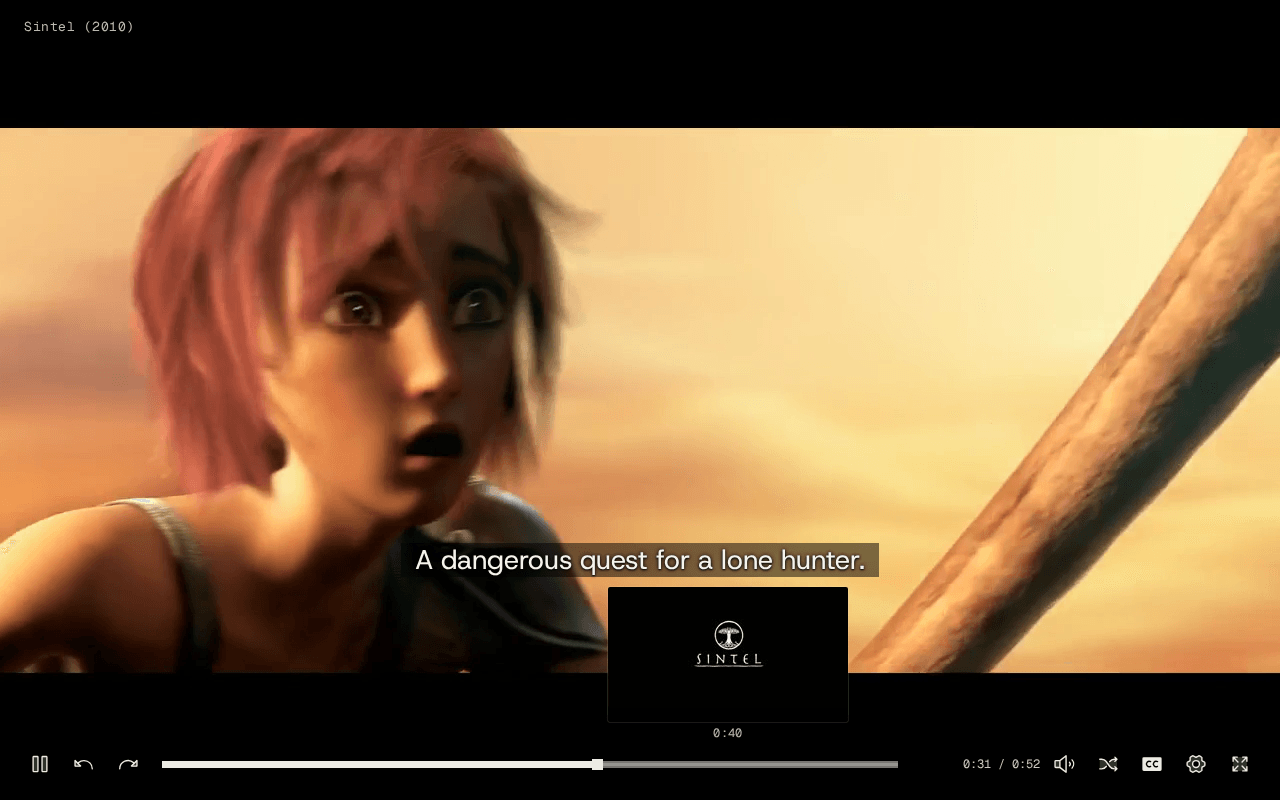 Sintel (2010)
A dangerous quest for a lone hunter.
SINTEL
0:40
0:31 / 0:52
CC